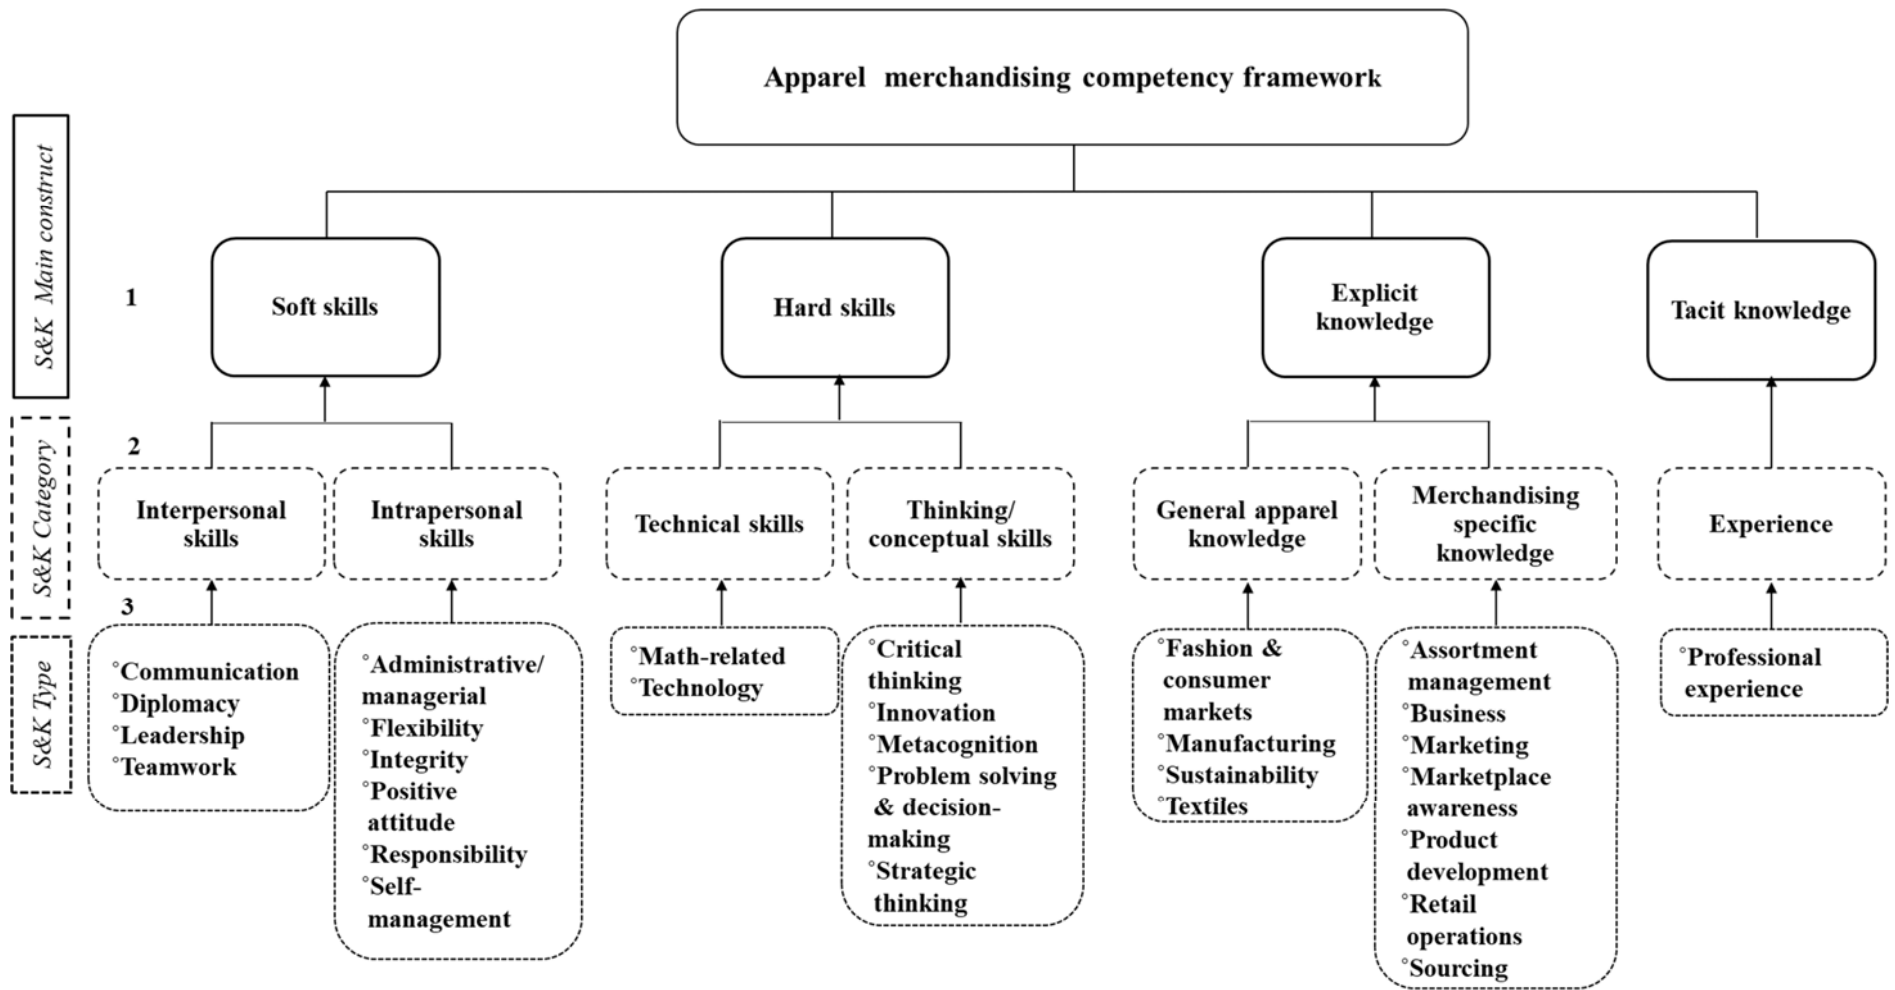 Apparel merchandising competency framework
S&K Main construct
1
Soft skills
Hard skills
Explicit
knowledge
Tacit knowledge
S&K Category
2
Interpersonal
skills
Intrapersonal
skills
Technical skills
Thinking/
conceptual skills
General apparel
knowledge
Merchandising
specific
knowledge
Experience
S&K Type
3
°Communication
°Diplomacy
°Leadership
°Teamwork
°Administrative/
managerial
°Flexibility
°Integrity
°Positive
attitude
°Responsibility
°Self-
management
°Math-related
°Technology
°Critical
thinking
°Innovation
°Metacognition
°Problem solving
& decision-
making
°Strategic
thinking
°Fashion &
consumer
markets
°Manufacturing
°Sustainability
°Textiles
°Assortment
management
°Business
°Marketing
°Marketplace
awareness
°Product
development
°Retail
operations
°Sourcing
°Professional
experience